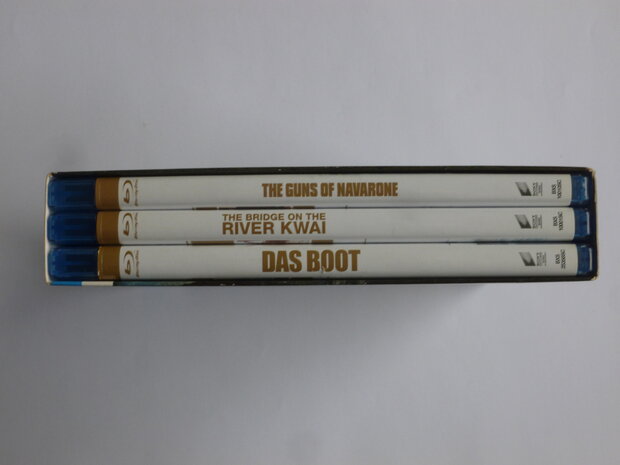 THE GUNS OF NAVARONE
THE BRIDGE ON THE
RIVER KWAI
DAS BOOT